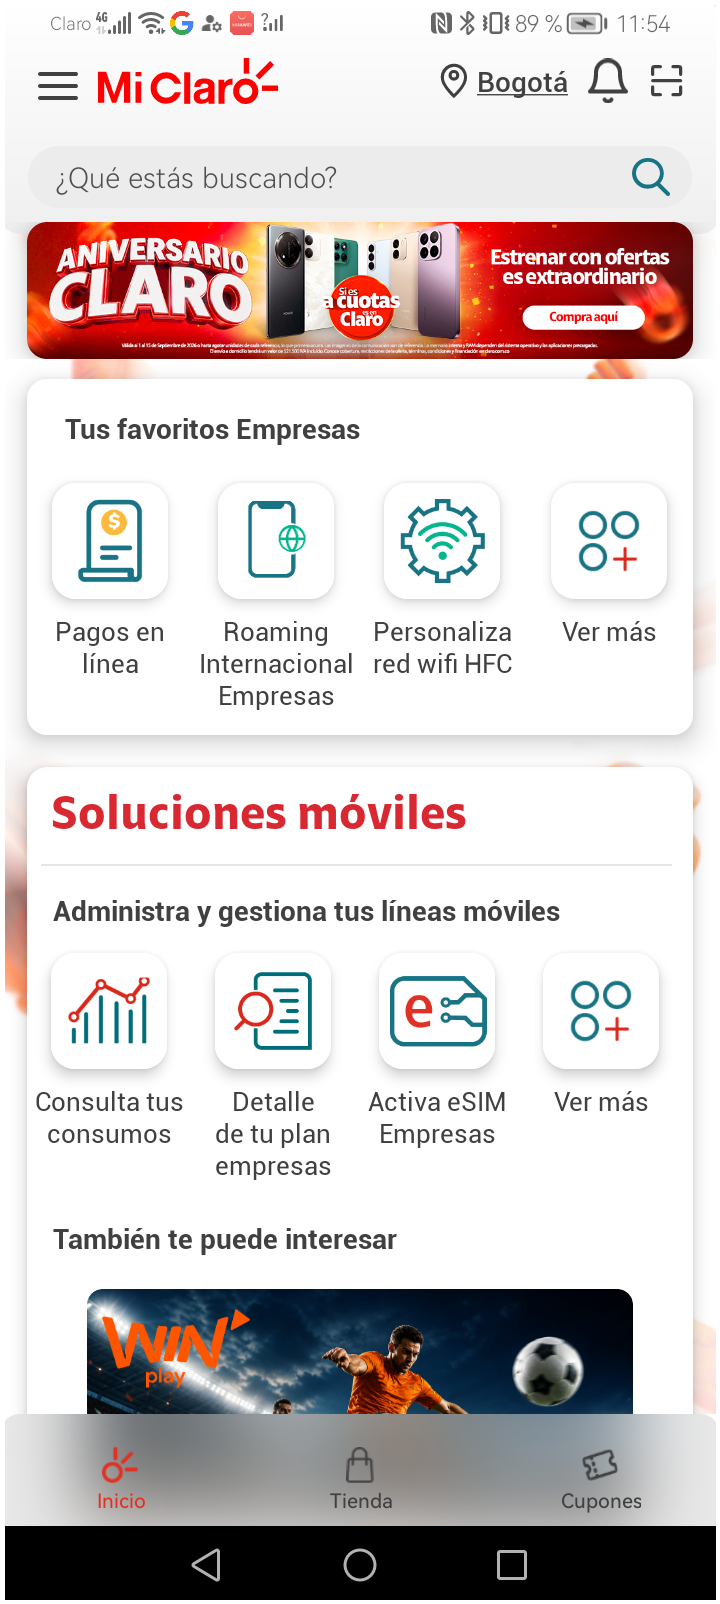 Claro 4G 89 % 11:54
Mi Claro
Bogotá
¿Qué estás buscando?
ANIVERSARIO
CLARO
Si es
a cuotas
es en
Claro
Estrenar con ofertas
es extraordinario
Compra aquí
Tus favoritos Empresas
Pagos en
línea
Roaming
Internacional
Empresas
Personaliza
red wifi HFC
Ver más
Soluciones móviles
Administra y gestiona tus líneas móviles
Consulta tus
consumos
Detalle
de tu plan
empresas
e
Activa eSIM
Empresas
Ver más
También te puede interesar
WIN
play
Inicio
Tienda
Cupones